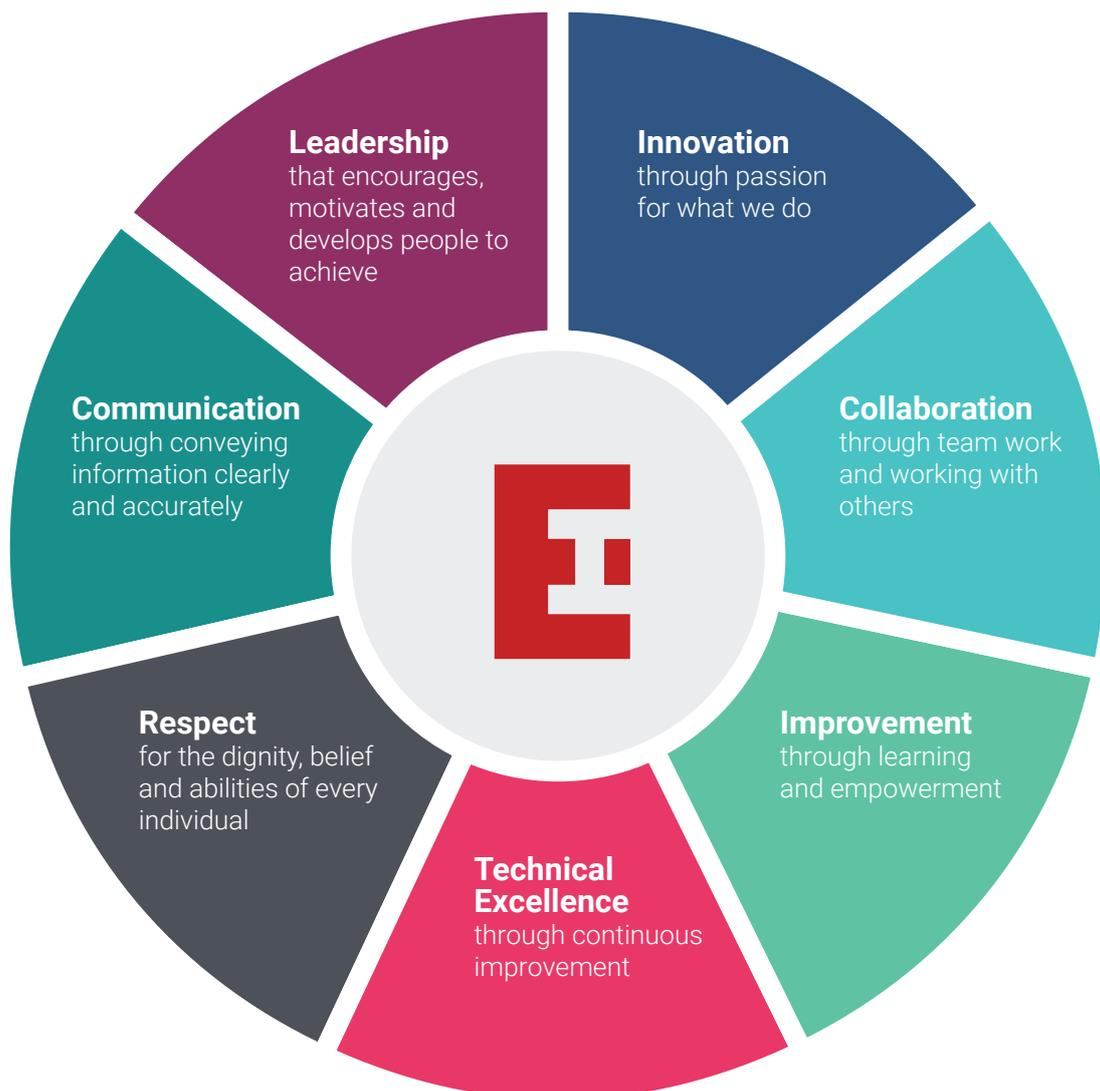 Leadership
that encourages,
motivates and
develops people to
achieve
Innovation
through passion
for what we do
Communication
through conveying
information clearly
and accurately
Collaboration
through team work
and working with
others
Respect
for the dignity, belief
and abilities of every
individual
Improvement
through learning
and empowerment
Technical
Excellence
through continuous
improvement